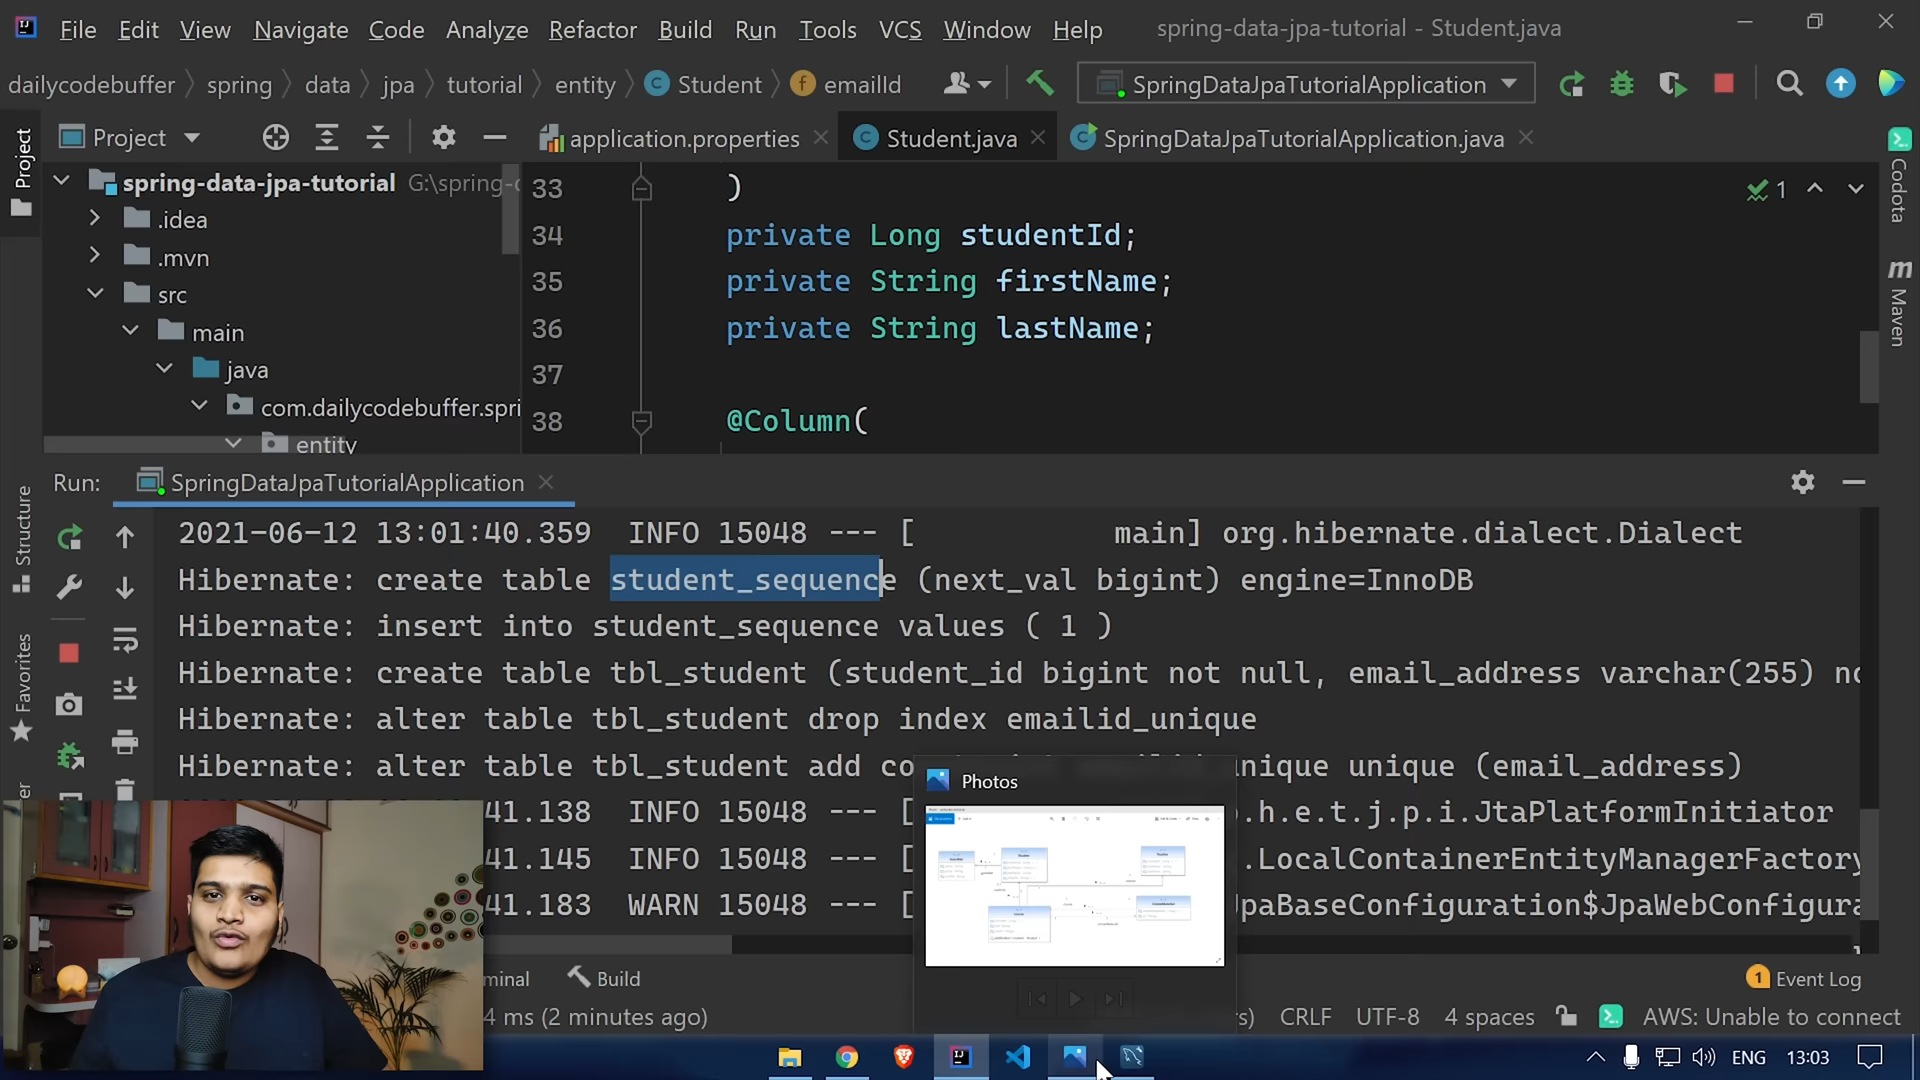 File Edit View Navigate Code Analyze Refactor Build Run Tools VCS Window Help spring-data-jpa-tutorial - Student.java
dailycodebuffer spring data jpa tutorial entity Student emailId SpringDataJpaTutorialApplication
Project application.properties Student.java SpringDataJpaTutorialApplication.java
Project
spring-data-jpa-tutorial G:\spring-
.idea
.mvn
src
main
java
com.dailycodebuffer.spri
entity
33 )
34 private Long studentId;
35 private String firstName;
36 private String lastName;
37
38 @Column(
1
Codota
Maven
Structure
Favorites
Run: SpringDataJpaTutorialApplication
2021-06-12 13:01:40.359 INFO 15048 --- [ main] org.hibernate.dialect.Dialect
Hibernate: create table student_sequence (next_val bigint) engine=InnoDB
Hibernate: insert into student_sequence values ( 1 )
Hibernate: create table tbl_student (student_id bigint not null, email_address varchar(255) no
Hibernate: alter table tbl_student drop index emailid_unique
Hibernate: alter table tbl_student add co unique unique (email_address)
41.138 INFO 15048 --- [ .h.e.t.j.p.i.JtaPlatformInitiator
41.145 INFO 15048 --- [ .LocalContainerEntityManagerFactory
41.183 WARN 15048 --- [ JpaBaseConfiguration$JpaWebConfigura
Photos
minal Build 1 Event Log
4 ms (2 minutes ago) s) CRLF UTF-8 4 spaces AWS: Unable to connect
ENG 13:03